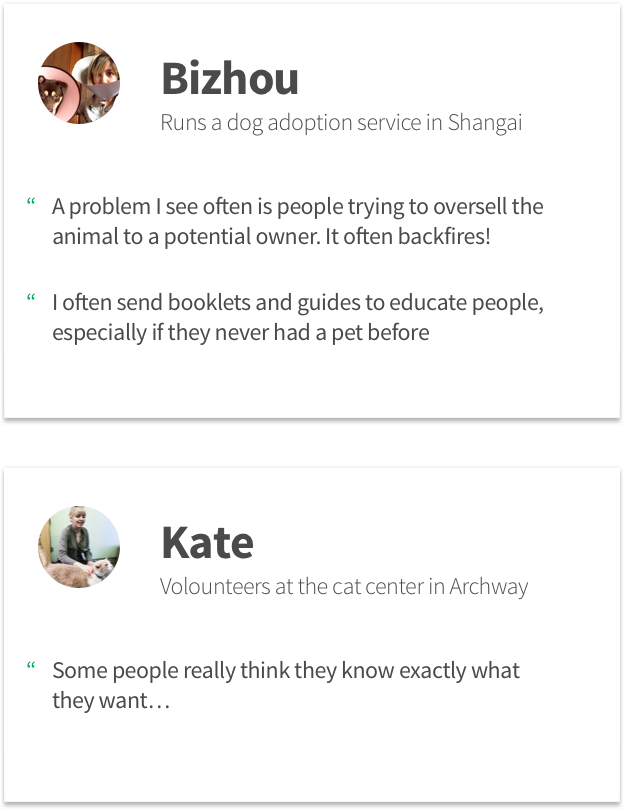 Bizhou
Runs a dog adoption service in Shangai
“ A problem I see often is people trying to oversell the
animal to a potential owner. It often backfires!
“ I often send booklets and guides to educate people,
especially if they never had a pet before
Kate
Volounteers at the cat center in Archway
“ Some people really think they know exactly what
they want…